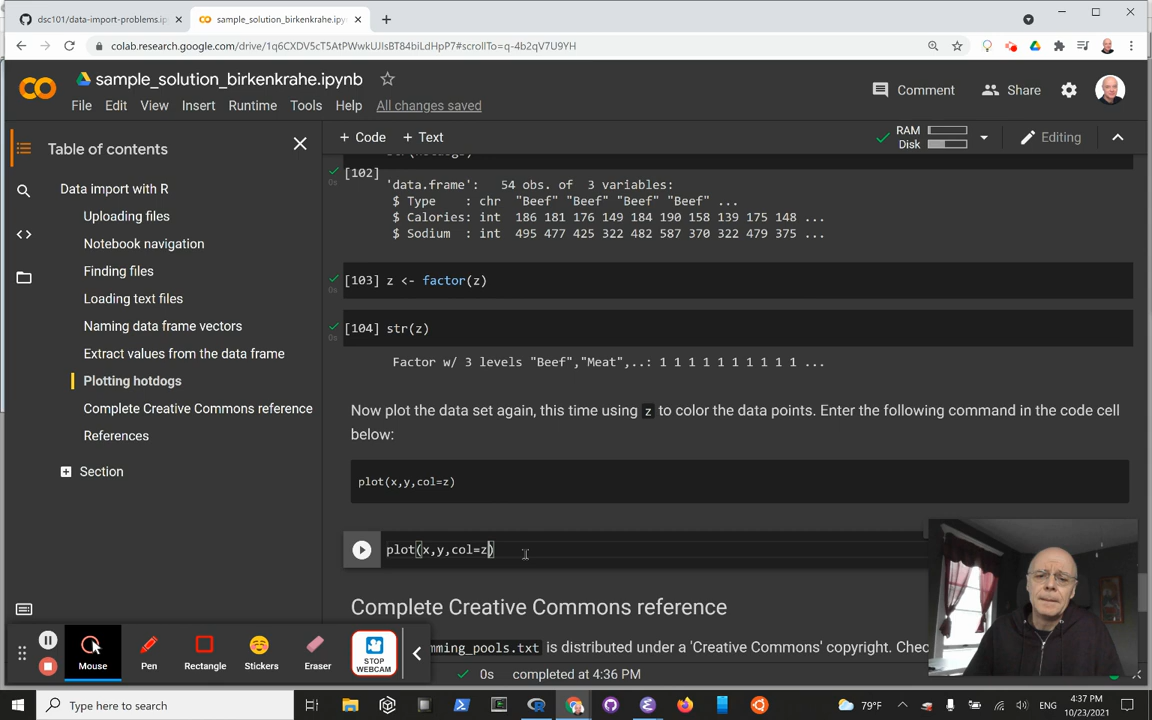 dsc101/data-import-problems.ip
sample_solution_birkenkrahe.ipyn
colab.research.google.com/drive/1q6CXDV5cT5AtPWwkUJIsBT84biLdHpP7#scrollTo=q-4b2qV7U9YH
sample_solution_birkenkrahe.ipynb
File Edit View Insert Runtime Tools Help All changes saved
Comment Share
+ Code + Text
RAM
Disk
Editing
Table of contents
Data import with R
Uploading files
Notebook navigation
Finding files
Loading text files
Naming data frame vectors
Extract values from the data frame
Plotting hotdogs
Complete Creative Commons reference
References
Section
[102]
0s
'data.frame': 54 obs. of 3 variables:
$ Type : chr "Beef" "Beef" "Beef" "Beef" ...
$ Calories: int 186 181 176 149 184 190 158 139 175 148 ...
$ Sodium : int 495 477 425 322 482 587 370 322 479 375 ...
[103] z <- factor(z)
0s
[104] str(z)
0s
Factor w/ 3 levels "Beef","Meat",..: 1 1 1 1 1 1 1 1 1 1 ...
Now plot the data set again, this time using z to color the data points. Enter the following command in the code cell
below:
plot(x,y,col=z)
plot(x,y,col=z)
Complete Creative Commons reference
mming_pools.txt is distributed under a 'Creative Commons' copyright. Chec
0s completed at 4:36 PM
Mouse
Pen
Rectangle
Stickers
Eraser
STOP
WEBCAM
Type here to search
79°F
4:37 PM
10/23/2021